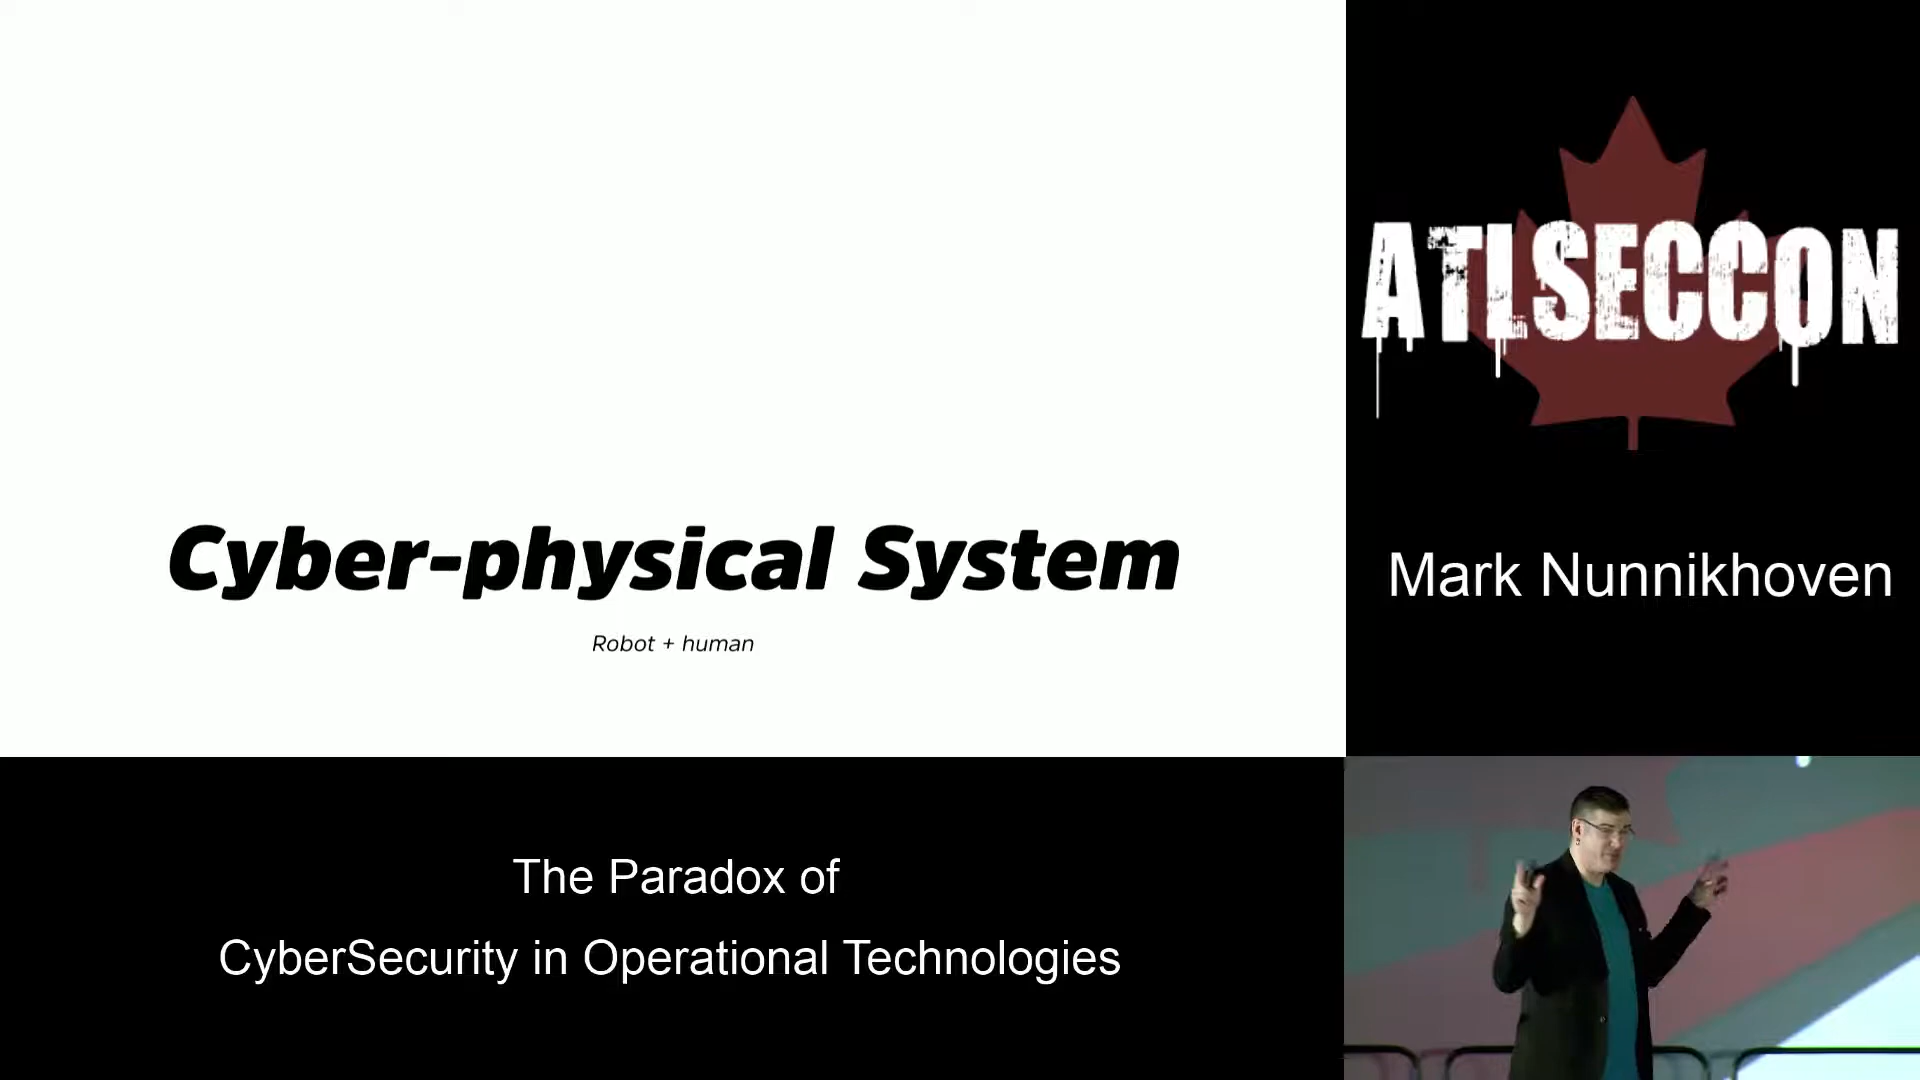 Cyber-physical System
Robot + human
ATLSECCON
Mark Nunnikhoven
The Paradox of
CyberSecurity in Operational Technologies